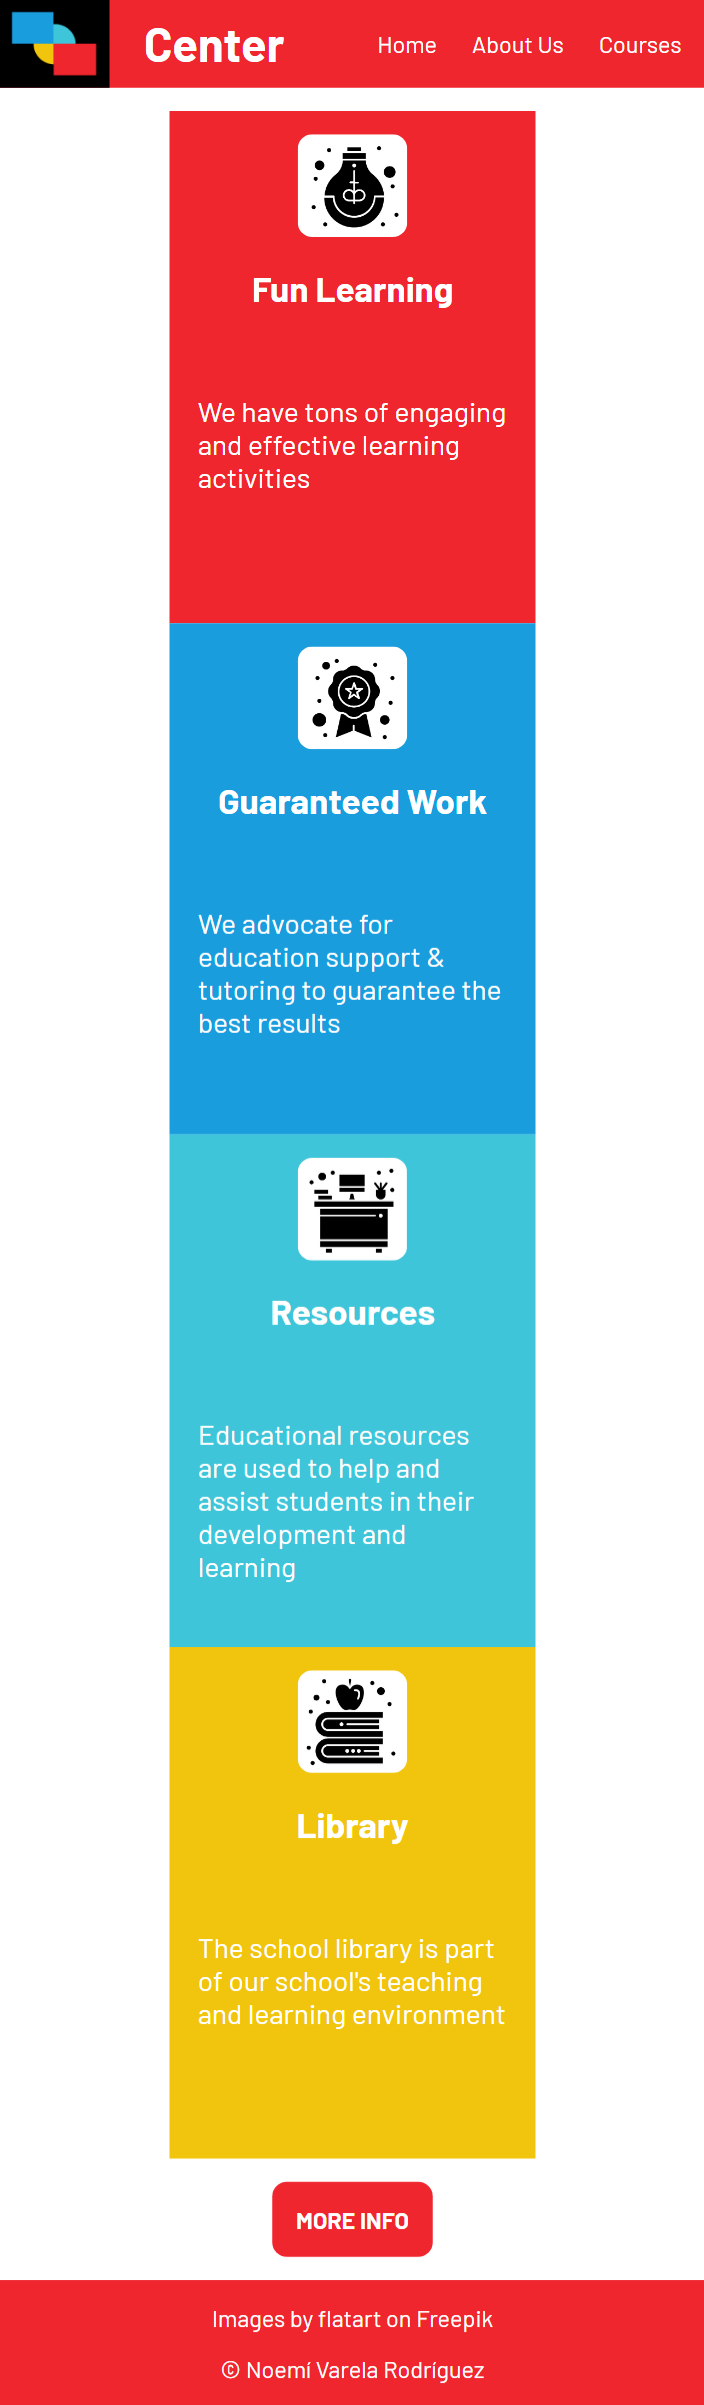 Center
Home About Us Courses
Fun Learning
We have tons of engaging
and effective learning
activities
Guaranteed Work
We advocate for
education support &
tutoring to guarantee the
best results
Resources
Educational resources
are used to help and
assist students in their
development and
learning
Library
The school library is part
of our school's teaching
and learning environment
MORE INFO
Images by flatart on Freepik
© Noemí Varela Rodríguez